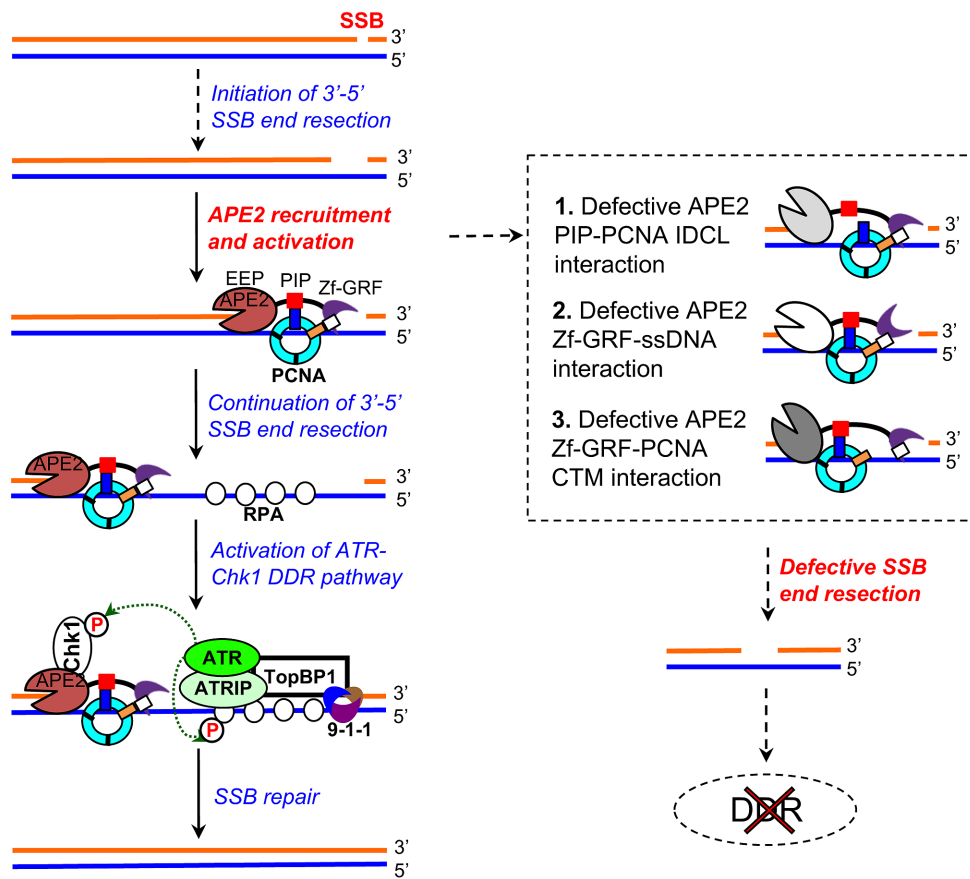 SSB
3’
5’
Initiation of 3’-5’
SSB end resection
3’
5’
APE2 recruitment
and activation
EEP
PIP
Zf-GRF
APE2
3’
5’
PCNA
Continuation of 3’-5’
SSB end resection
APE2
3’
5’
RPA
Activation of ATR-
Chk1 DDR pathway
Chk1
P
ATR
TopBP1
APE2
ATRIP
3’
5’
P
9-1-1
SSB repair
3’
5’
1. Defective APE2
PIP-PCNA IDCL
interaction
3’
5’
2. Defective APE2
Zf-GRF-ssDNA
interaction
3’
5’
3. Defective APE2
Zf-GRF-PCNA
CTM interaction
3’
5’
Defective SSB
end resection
3’
5’
DDR